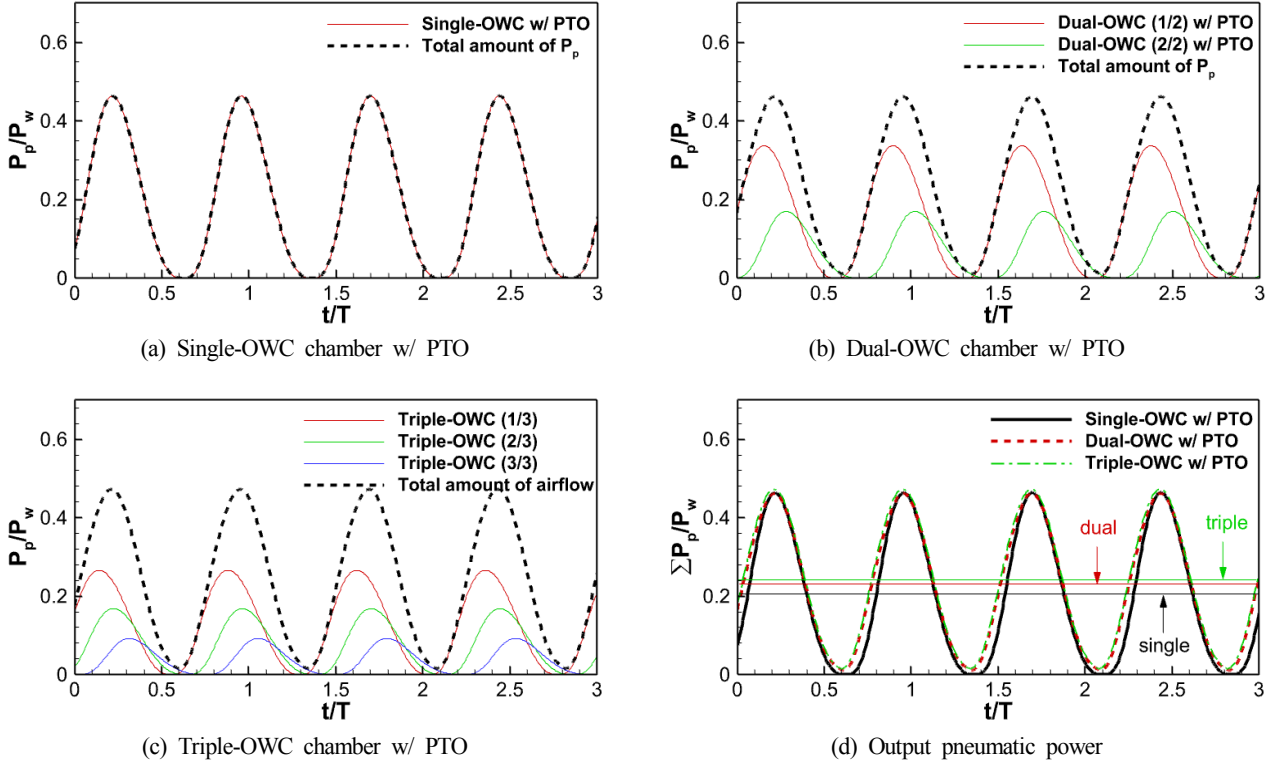 Single-OWC w/ PTO
Total amount of Pp
Pp/Pw
0.6
0.4
0.2
0
0 0.5 1 1.5 2 2.5 3
t/T
(a) Single-OWC chamber w/ PTO
Dual-OWC (1/2) w/ PTO
Dual-OWC (2/2) w/ PTO
Total amount of Pp
Pp/Pw
0.6
0.4
0.2
0
0 0.5 1 1.5 2 2.5 3
t/T
(b) Dual-OWC chamber w/ PTO
Triple-OWC (1/3)
Triple-OWC (2/3)
Triple-OWC (3/3)
Total amount of airflow
Pp/Pw
0.6
0.4
0.2
0
0 0.5 1 1.5 2 2.5 3
t/T
(c) Triple-OWC chamber w/ PTO
Single-OWC w/ PTO
Dual-OWC w/ PTO
Triple-OWC w/ PTO
ΣPp/Pw
0.6
0.4
0.2
0
dual
triple
single
0 0.5 1 1.5 2 2.5 3
t/T
(d) Output pneumatic power